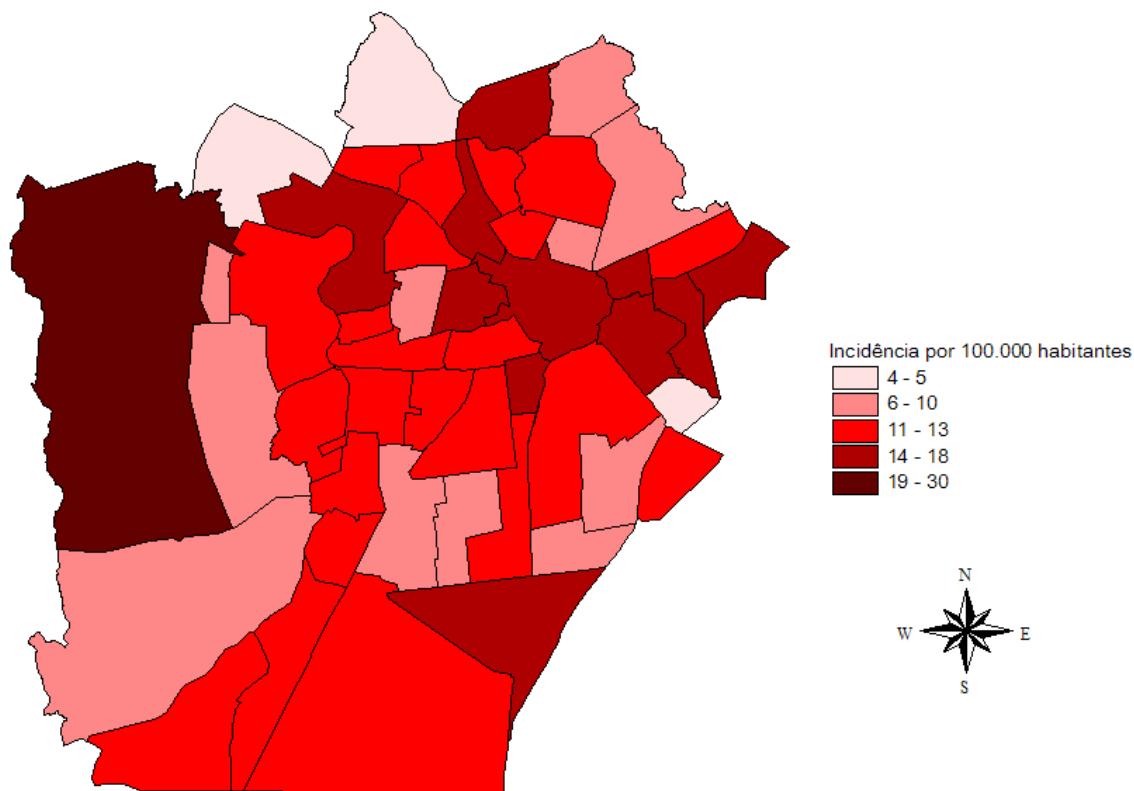 Incidência por 100.000 habitantes
4 - 5
6 - 10
11 - 13
14 - 18
19 - 30
N
W E
S